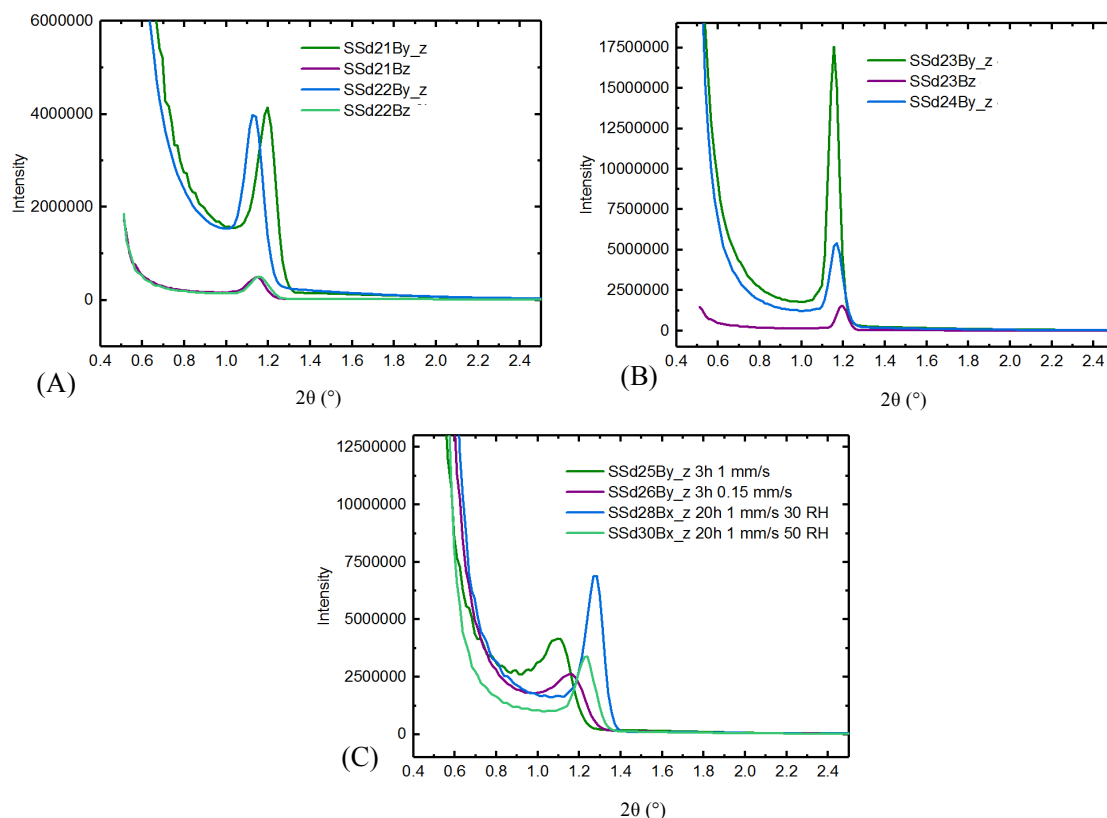 6000000
4000000
2000000
0
Intensity
SSd21By_z
SSd21Bz
SSd22By_z
SSd22Bz
0.4 0.6 0.8 1.0 1.2 1.4 1.6 1.8 2.0 2.2 2.4
2θ (°)
(A)
17500000
15000000
12500000
10000000
7500000
5000000
2500000
0
Intensity
SSd23By_z
SSd23Bz
SSd24By_z
0.4 0.6 0.8 1.0 1.2 1.4 1.6 1.8 2.0 2.2 2.4
2θ (°)
(B)
12500000
10000000
7500000
5000000
2500000
0
Intensity
SSd25By_z 3h 1 mm/s
SSd26By_z 3h 0.15 mm/s
SSd28Bx_z 20h 1 mm/s 30 RH
SSd30Bx_z 20h 1 mm/s 50 RH
0.4 0.6 0.8 1.0 1.2 1.4 1.6 1.8 2.0 2.2 2.4
2θ (°)
(C)